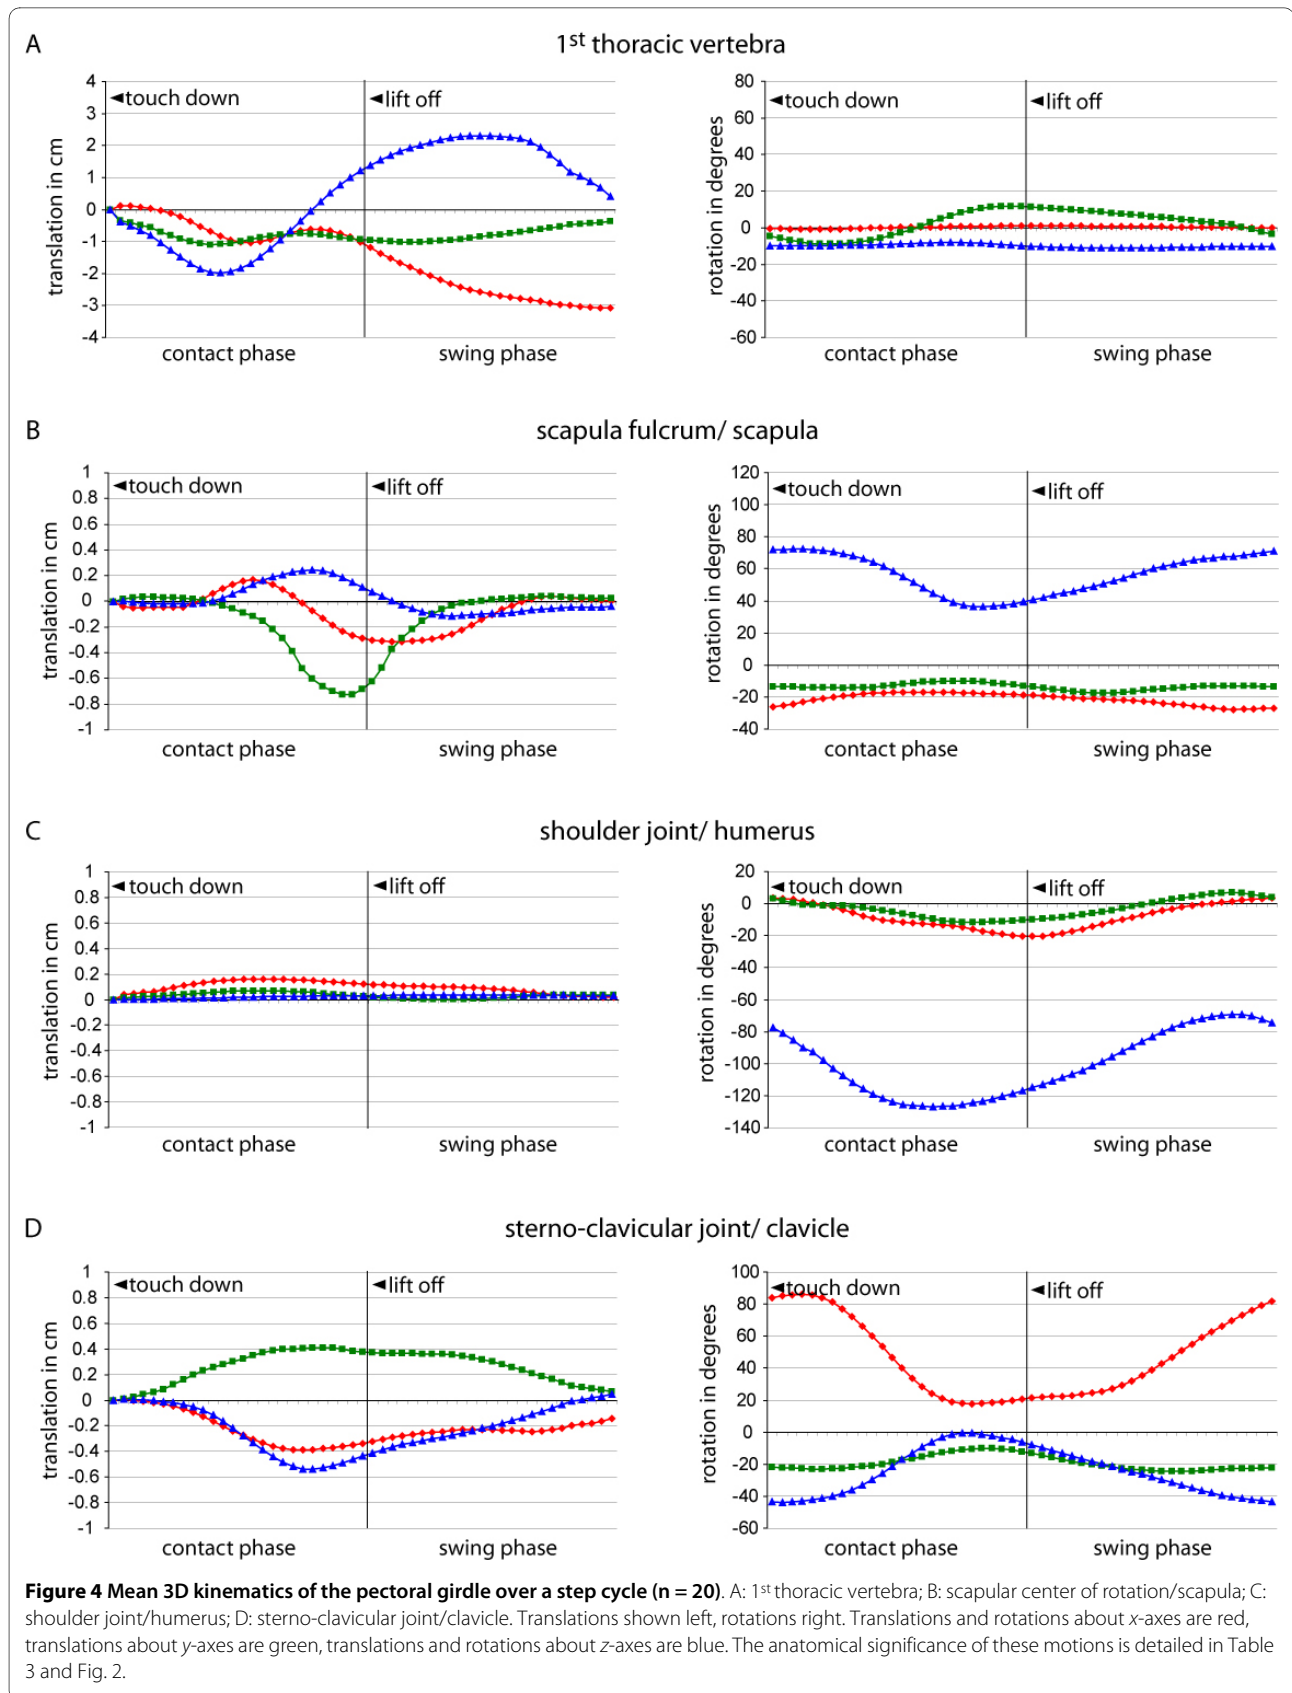 A
1st thoracic vertebra
translation in cm
4
3
2
1
0
-1
-2
-3
-4
◄touch down
◄lift off
contact phase
swing phase
rotation in degrees
80
60
40
20
0
-20
-40
-60
◄touch down
◄lift off
contact phase
swing phase
B
scapula fulcrum/ scapula
translation in cm
1
0.8
0.6
0.4
0.2
0
-0.2
-0.4
-0.6
-0.8
-1
◄touch down
◄lift off
contact phase
swing phase
rotation in degrees
120
100
80
60
40
20
0
-20
-40
◄touch down
◄lift off
contact phase
swing phase
C
shoulder joint/ humerus
translation in cm
1
0.8
0.6
0.4
0.2
0
-0.2
-0.4
-0.6
-0.8
-1
◄touch down
◄lift off
contact phase
swing phase
rotation in degrees
20
0
-20
-40
-60
-80
-100
-120
-140
◄touch down
◄lift off
contact phase
swing phase
D
sterno-clavicular joint/ clavicle
translation in cm
1
0.8
0.6
0.4
0.2
0
-0.2
-0.4
-0.6
-0.8
-1
◄touch down
◄lift off
contact phase
swing phase
rotation in degrees
100
80
60
40
20
0
-20
-40
-60
◄touch down
◄lift off
contact phase
swing phase
Figure 4 Mean 3D kinematics of the pectoral girdle over a step cycle (n = 20). A: 1st thoracic vertebra; B: scapular center of rotation/scapula; C:
shoulder joint/humerus; D: sterno-clavicular joint/clavicle. Translations shown left, rotations right. Translations and rotations about x-axes are red,
translations about y-axes are green, translations and rotations about z-axes are blue. The anatomical significance of these motions is detailed in Table
3 and Fig. 2.